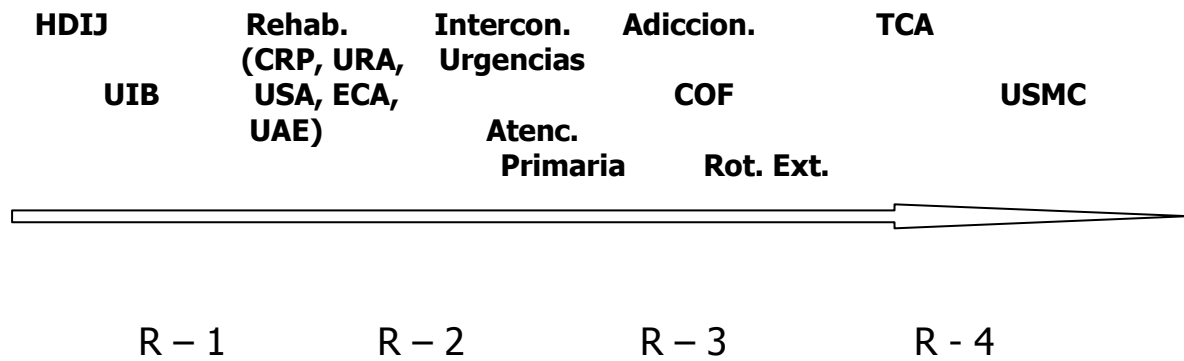 HDIJ Rehab. Intercon. Adiccion. TCA
(CRP, URA, Urgencias
UIB USA, ECA, COF USMC
UAE) Atenc.
Primaria Rot. Ext.
R – 1 R – 2 R – 3 R - 4